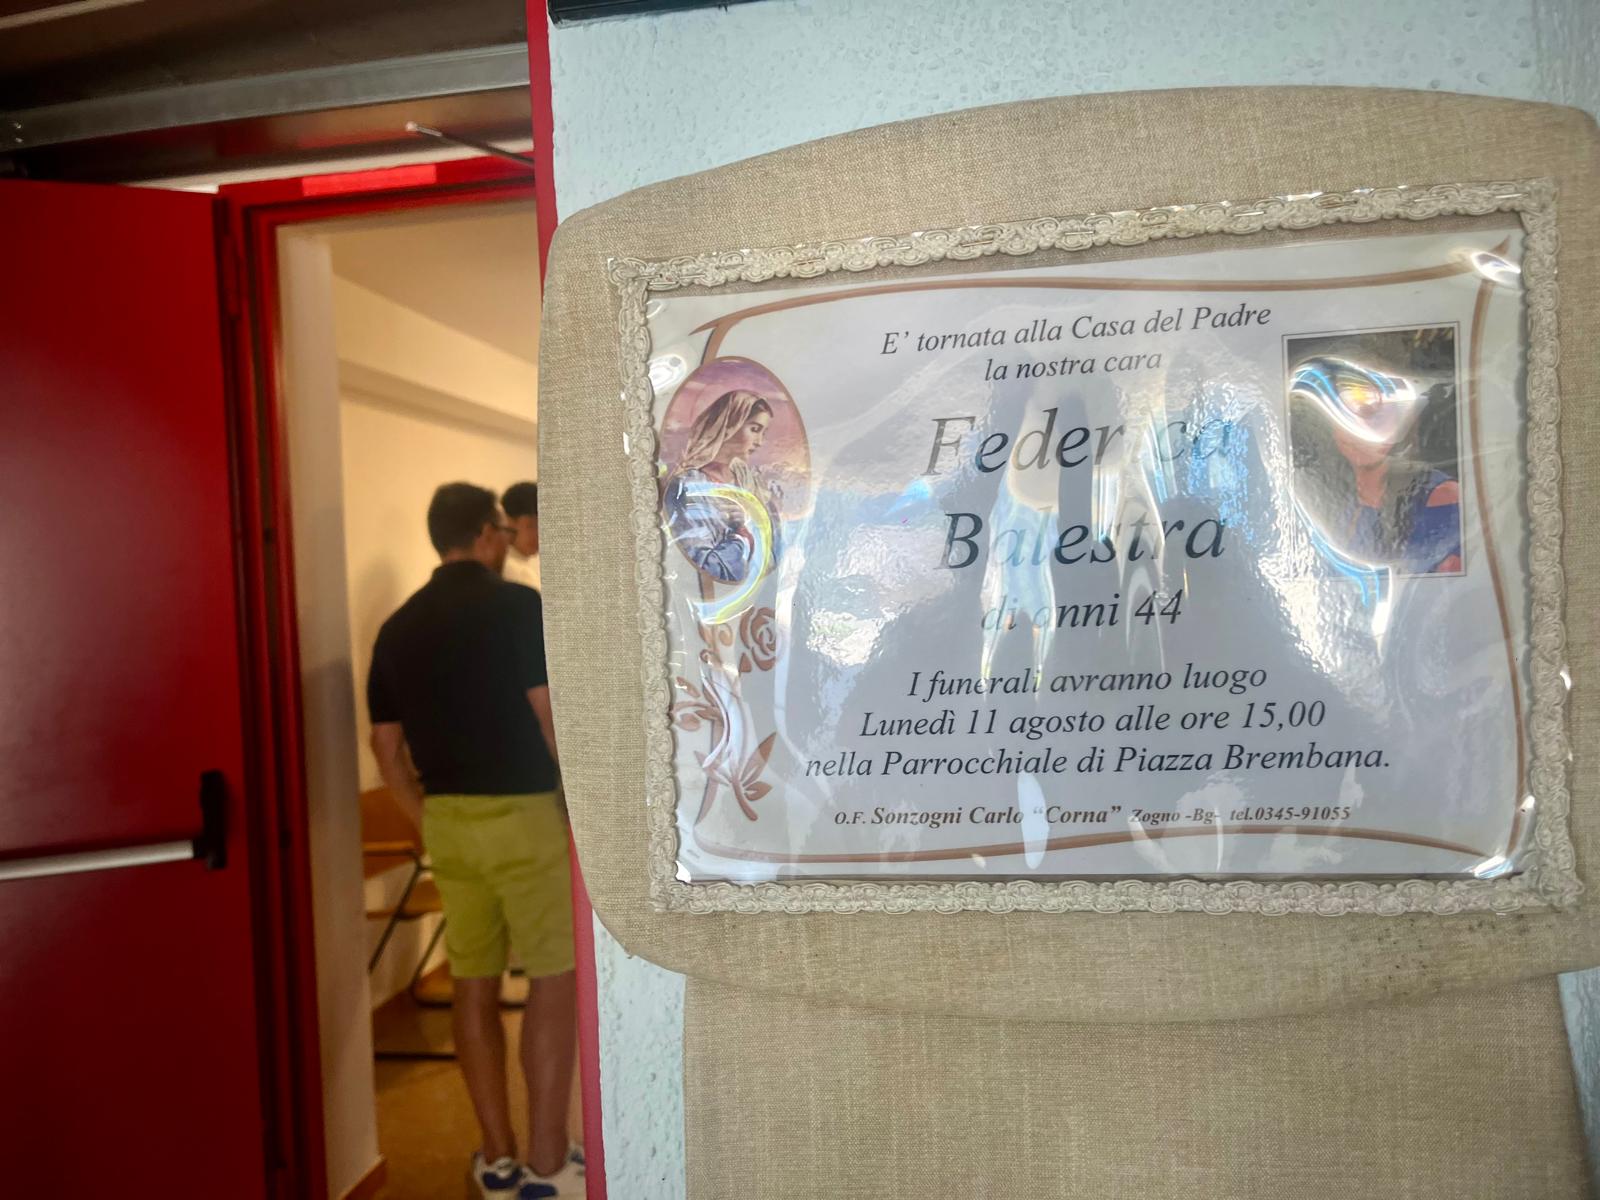 E' tornata alla Casa del Padre
la nostra cara
Federica
Balestra
di anni 44
I funerali avranno luogo
Lunedì 11 agosto alle ore 15,00
nella Parrocchiale di Piazza Brembana.
O.F. Sonzogni Carlo “Corna” Zogno -Bg- tel.0345-91055